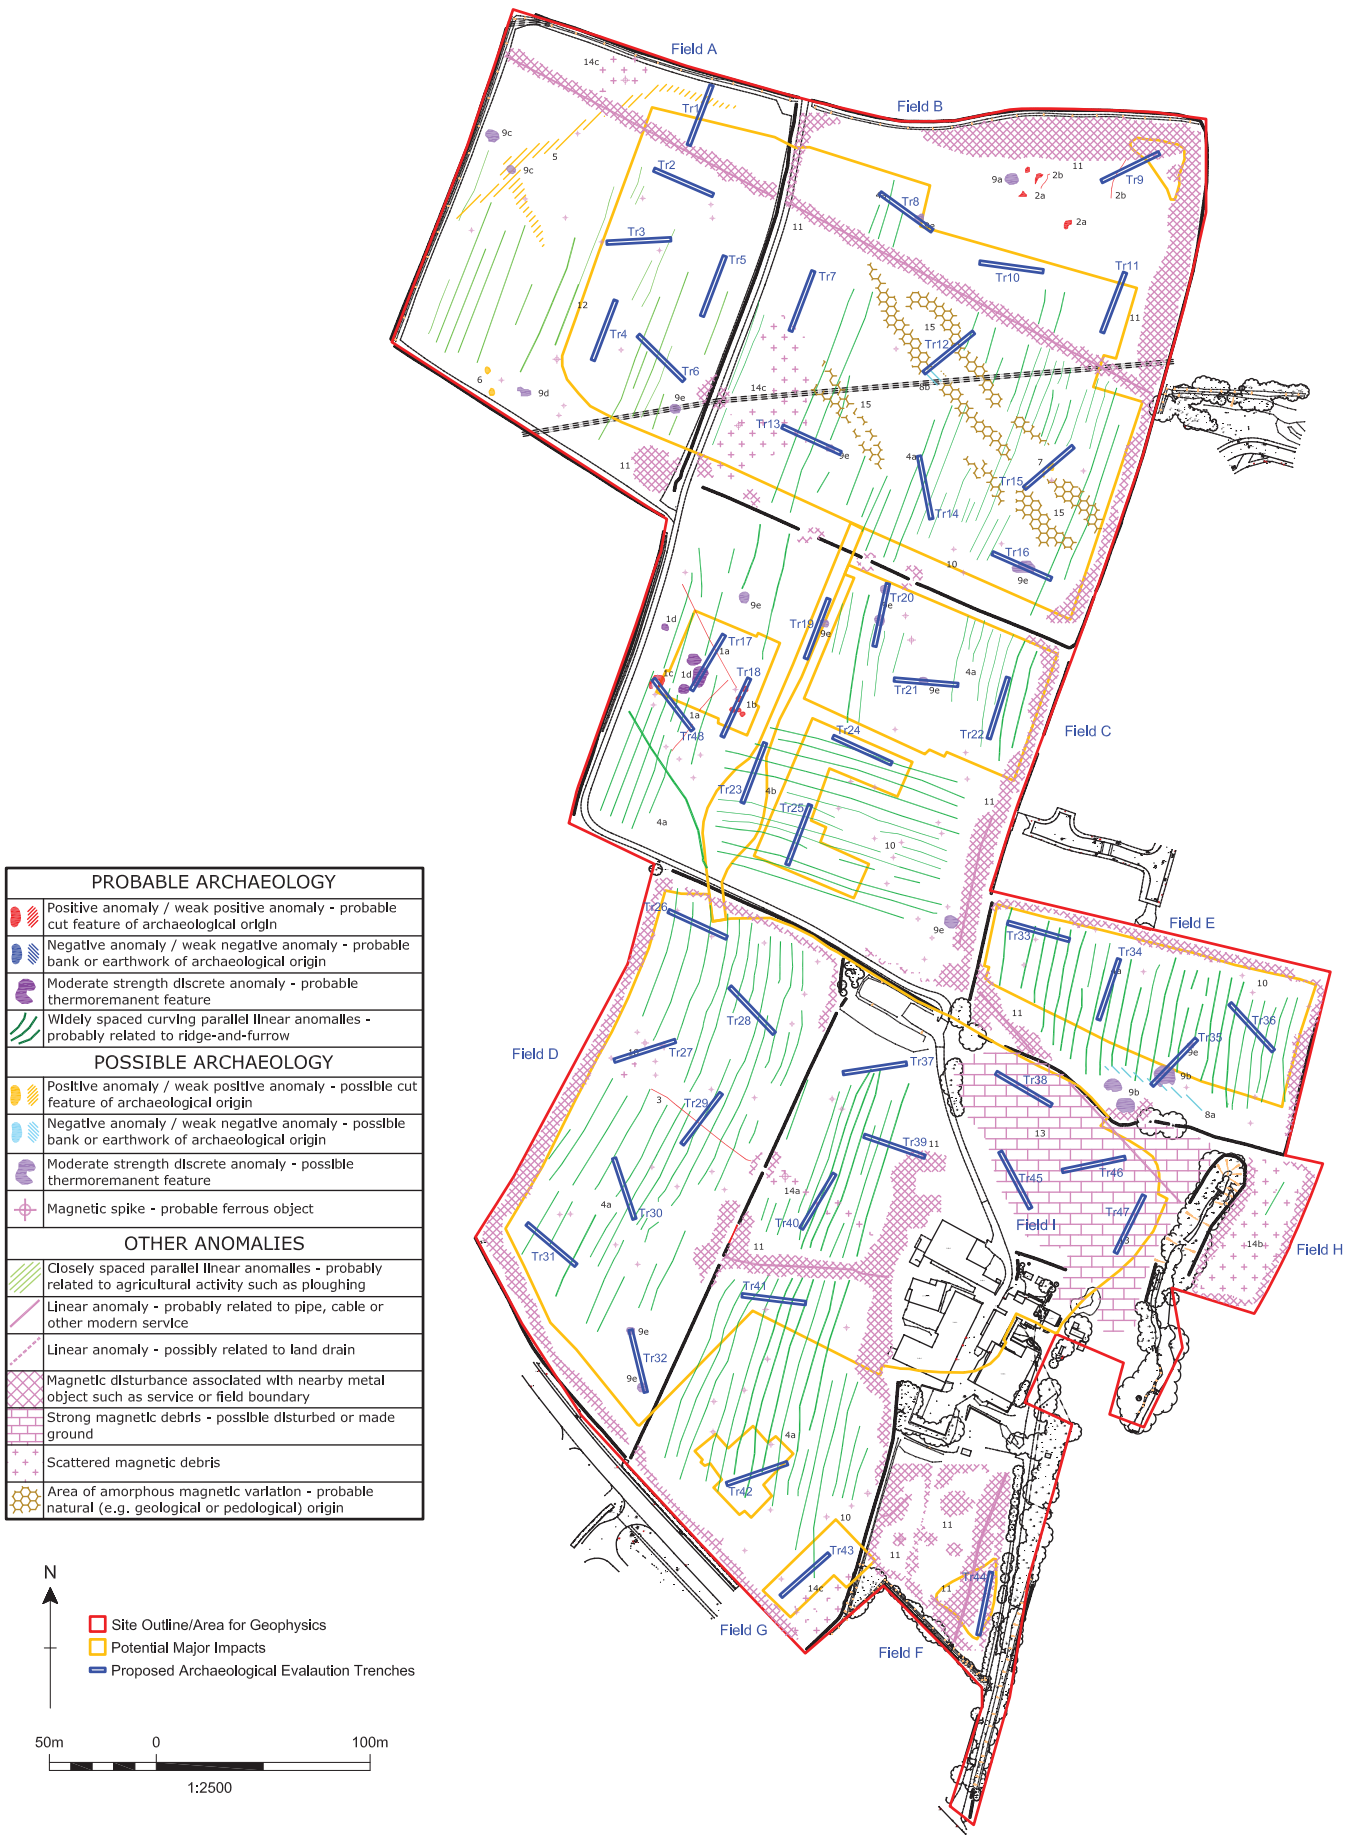 Field A
14c
Tr1
Field B
9c
5
9c
Tr2
11
9a
2b
Tr9
2a
2b
Tr8
2a
11
Tr3
Tr5
Tr7
Tr10
Tr11
12
Tr4
11
15
Tr12
Tr6
6
9d
9e
14c
8b
15
Tr13
9e
4a
7
11
Tr15
15
Tr14
10
Tr16
9e
9e
Tr20
9e
1d
Tr19
9e
Tr17
1a
1c
1d
Tr18
4a
Tr21
9e
1b
1a
Tr48
Tr24
Tr22
Field C
Tr23
4b
Tr25
11
4a
10
PROBABLE ARCHAEOLOGY
Positive anomaly / weak positive anomaly - probable
cut feature of archaeological origin
Negative anomaly / weak negative anomaly - probable
bank or earthwork of archaeological origin
Moderate strength discrete anomaly - probable
thermoremanent feature
Widely spaced curving parallel linear anomalies -
probably related to ridge-and-furrow
POSSIBLE ARCHAEOLOGY
Positive anomaly / weak positive anomaly - possible cut
feature of archaeological origin
Negative anomaly / weak negative anomaly - possible
bank or earthwork of archaeological origin
Moderate strength discrete anomaly - possible
thermoremanent feature
Magnetic spike - probable ferrous object
OTHER ANOMALIES
Closely spaced parallel linear anomalies - probably
related to agricultural activity such as ploughing
Linear anomaly - probably related to pipe, cable or
other modern service
Linear anomaly - possibly related to land drain
Magnetic disturbance associated with nearby metal
object such as service or field boundary
Strong magnetic debris - possible disturbed or made
ground
Scattered magnetic debris
Area of amorphous magnetic variation - probable
natural (e.g. geological or pedological) origin
Tr26
9e
Field E
Tr33
Tr34
4a
10
Tr28
11
Tr36
Field D
Tr27
Tr35
9e
Tr37
9b
Tr38
9b
3
Tr29
8a
13
Tr39
11
14a
Tr46
Tr45
4a
Tr30
Tr40
Tr47
Field I
13
Tr31
11
14b
Field H
Tr41
9e
Tr32
9e
4a
Tr42
10
11
Tr43
11
14c
Tr44
11
Field G
Field F
N
Site Outline/Area for Geophysics
Potential Major Impacts
Proposed Archaeological Evalaution Trenches
50m
0
100m
1:2500